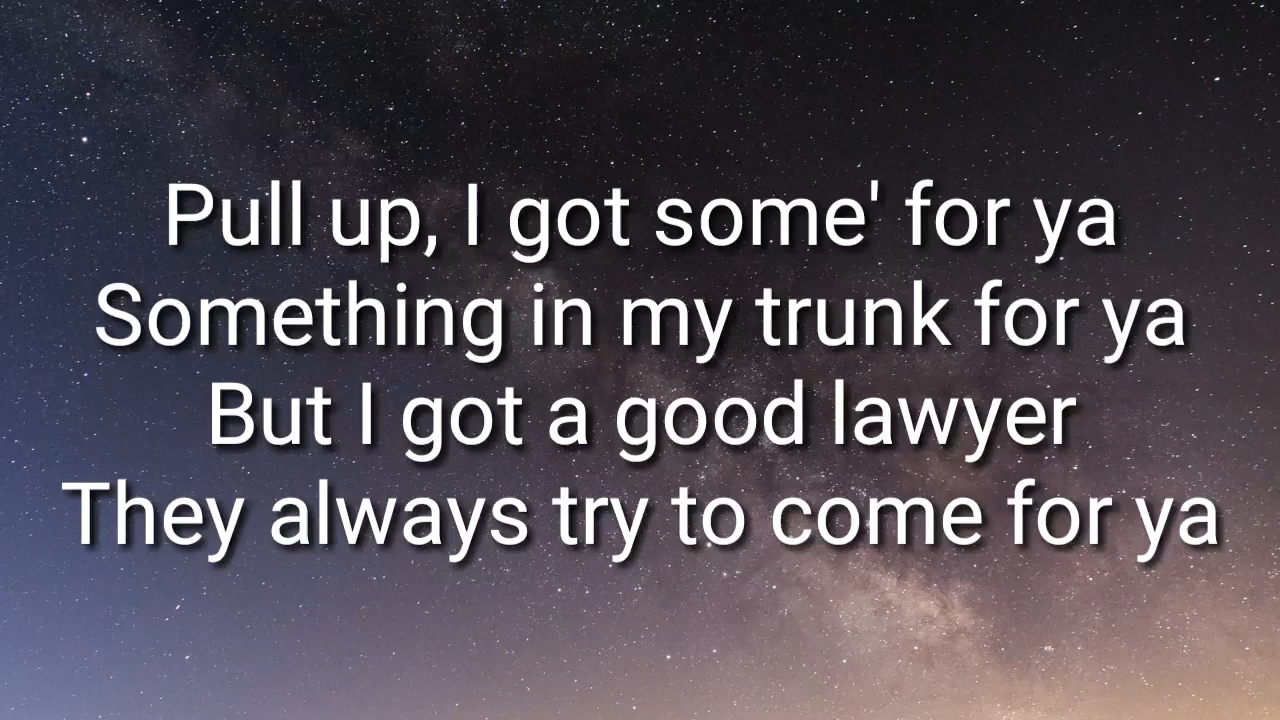 Pull up, I got some' for ya
Something in my trunk for ya
But I got a good lawyer
They always try to come for ya